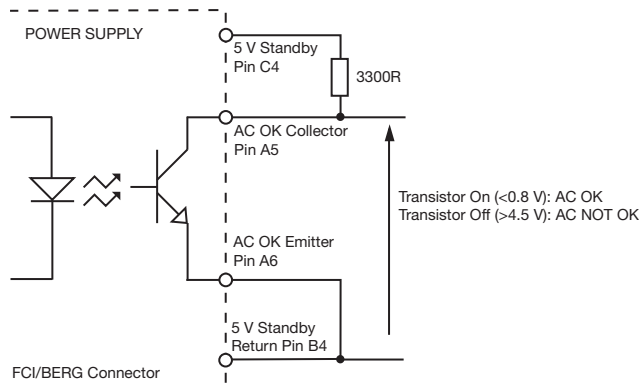 POWER SUPPLY
5 V Standby
Pin C4
3300R
AC OK Collector
Pin A5
Transistor On (<0.8 V): AC OK
Transistor Off (>4.5 V): AC NOT OK
AC OK Emitter
Pin A6
5 V Standby
Return Pin B4
FCI/BERG Connector